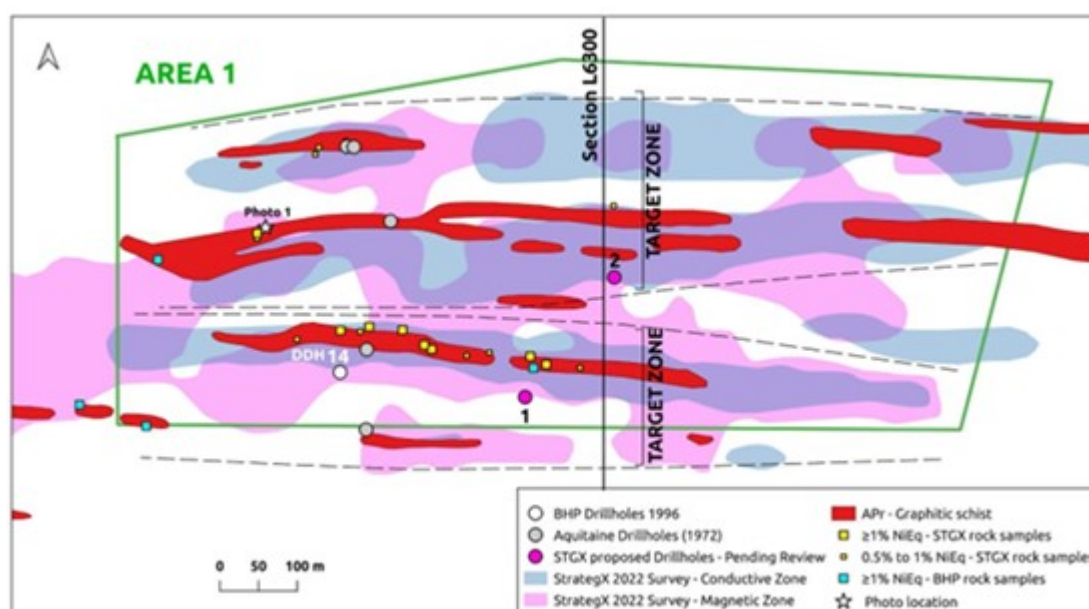 AREA 1
Section L6300
TARGET ZONE
Photo 1
2
DDH 14
TARGET ZONE
1
0 50 100 m
BHP Drillholes 1996
Aquitaine Drillholes (1972)
STGX proposed Drillholes - Pending Review
StrategX 2022 Survey - Conductive Zone
StrategX 2022 Survey - Magnetic Zone
APr - Graphitic schist
≥1% NiEq - STGX rock samples
0.5% to 1% NiEq - STGX rock samples
≥1% NiEq - BHP rock samples
Photo location